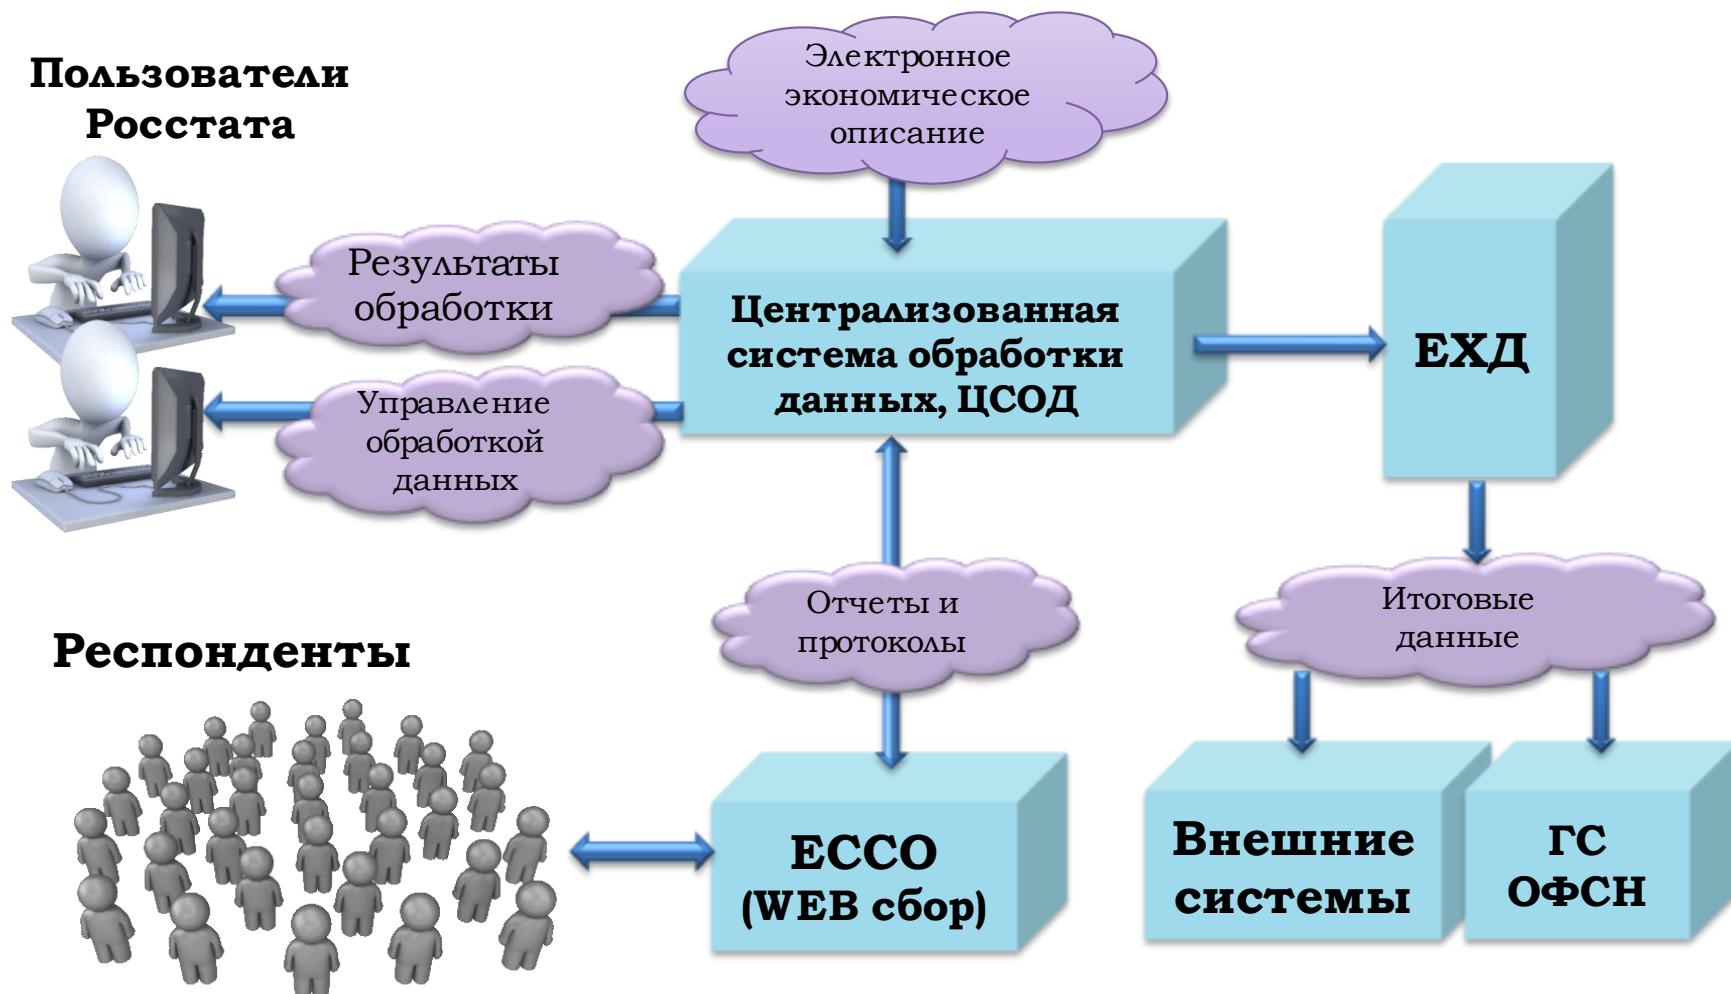 Пользователи
Росстата
Электронное
экономическое
описание
Результаты
обработки
Управление
обработкой
данных
Централизованная
система обработки
данных, ЦСОД
ЕХД
Отчеты и
протоколы
Итоговые
данные
Респонденты
ЕССО
(WEB сбор)
Внешние
системы
ГС
ОФСН